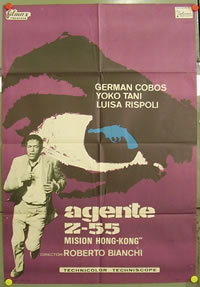 GERMAN COBOS
YOKO TANI
LUISA RISPOLI
agente
Z-55
MISION HONG-KONG"
DIRECTOR ROBERTO BIANCHI
TECHNICOLOR - TECHNISCOPE